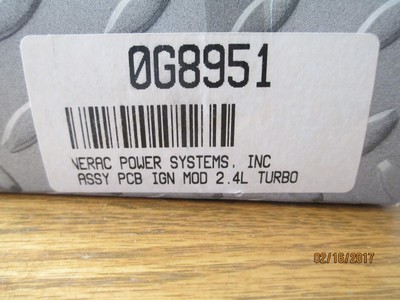 0G8951
NERAC POWER SYSTEMS, INC
ASSY PCB IGN MOD 2.4L TURBO
02/16/2017